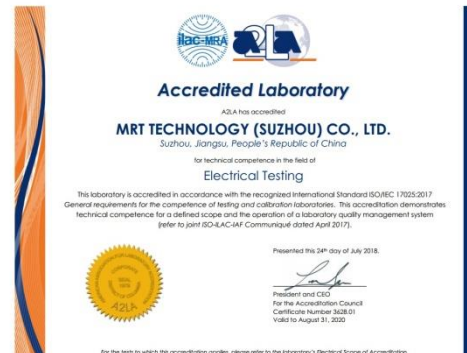 ilac-MRA
A2LA
Accredited Laboratory
A2LA has accredited
MRT TECHNOLOGY (SUZHOU) CO., LTD.
Suzhou, Jiangsu, People's Republic of China
for technical competence in the field of
Electrical Testing
This laboratory is accredited in accordance with the recognized International Standard ISO/IEC 17025:2017
General requirements for the competence of testing and calibration laboratories. This accreditation demonstrates
technical competence for a defined scope and the operation of a laboratory quality management system
(refer to joint ISO-ILAC-IAF Communiqué dated April 2017).
Presented this 24th day of July 2018.
President and CEO
For the Accreditation Council
Certificate Number 3628.01
Valid to August 31, 2020
SEAL
1978
A2LA
For the tests to which this accreditation applies, please refer to the laboratory's Electrical Scope of Accreditation.